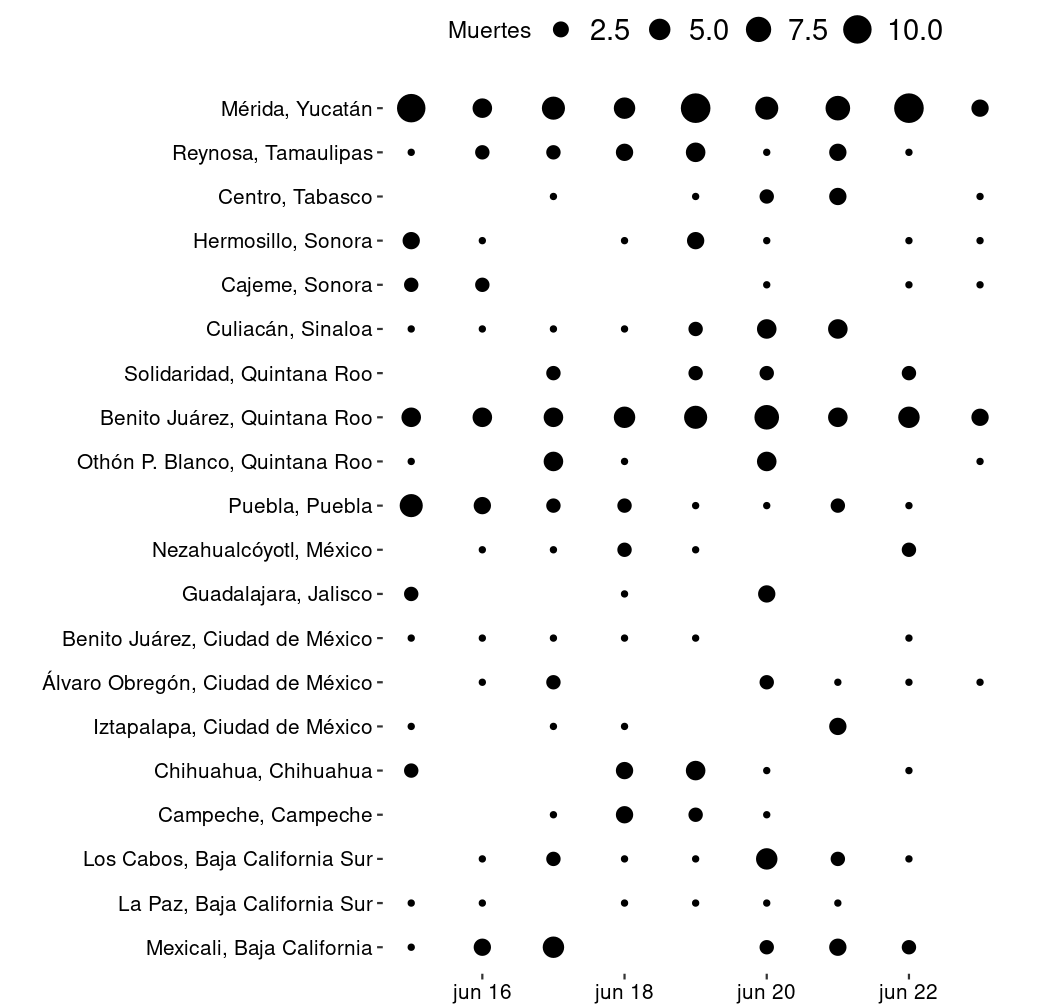 Muertes 2.5 5.0 7.5 10.0
Mérida, Yucatán
Reynosa, Tamaulipas
Centro, Tabasco
Hermosillo, Sonora
Cajeme, Sonora
Culiacán, Sinaloa
Solidaridad, Quintana Roo
Benito Juárez, Quintana Roo
Othón P. Blanco, Quintana Roo
Puebla, Puebla
Nezahualcóyotl, México
Guadalajara, Jalisco
Benito Juárez, Ciudad de México
Álvaro Obregón, Ciudad de México
Iztapalapa, Ciudad de México
Chihuahua, Chihuahua
Campeche, Campeche
Los Cabos, Baja California Sur
La Paz, Baja California Sur
Mexicali, Baja California
jun 16 jun 18 jun 20 jun 22